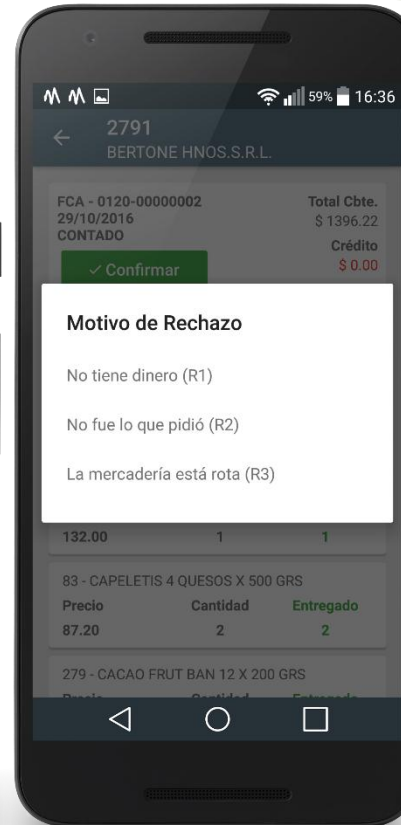 59% 16:36
2791
BERTONE HNOS.S.R.L.
FCA - 0120-00000002 Total Cbte.
29/10/2016 $ 1396.22
CONTADO Crédito
✓ Confirmar $ 0.00
Motivo de Rechazo
No tiene dinero (R1)
No fue lo que pidió (R2)
La mercadería está rota (R3)
132.00 1 1
83 - CAPELETIS 4 QUESOS X 500 GRS
Precio Cantidad Entregado
87.20 2 2
279 - CACAO FRUT BAN 12 X 200 GRS